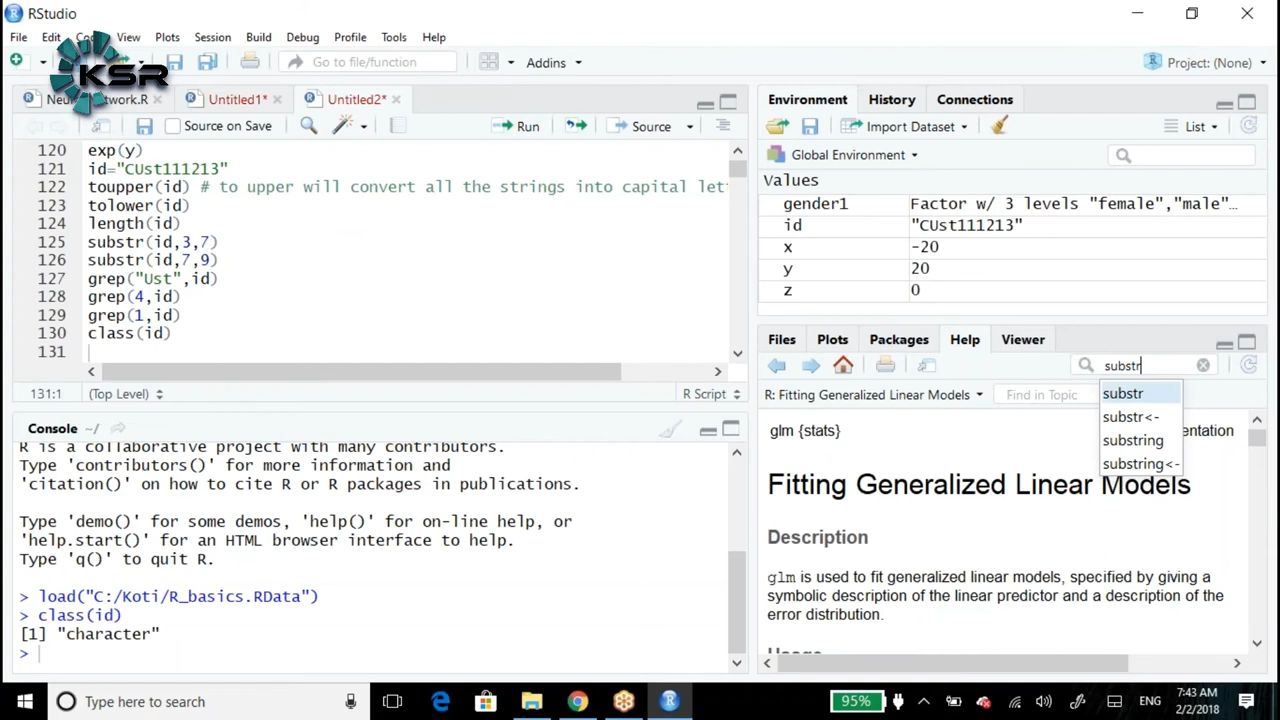 RStudio
File Edit View Plots Session Build Debug Profile Tools Help
KSR
Go to file/function
Addins
Project: (None)
Untitled1*
Untitled2*
Source on Save
Run
Source
120 exp(y)
121 id="CUst111213"
122 toupper(id) # to upper will convert all the strings into capital let
123 tolower(id)
124 length(id)
125 substr(id,3,7)
126 substr(id,7,9)
127 grep("Ust",id)
128 grep(4,id)
129 grep(1,id)
130 class(id)
131
131:1 (Top Level) R Script
Console ~/
R is a collaborative project with many contributors.
Type 'contributors()' for more information and
'citation()' on how to cite R or R packages in publications.
Type 'demo()' for some demos, 'help()' for on-line help, or
'help.start()' for an HTML browser interface to help.
Type 'q()' to quit R.
> load("C:/Koti/R_basics.RData")
> class(id)
[1] "character"
>
Environment History Connections
Import Dataset
List
Global Environment
Values
gender1 Factor w/ 3 levels "female","male"…
id "CUst111213"
x -20
y 20
z 0
Files Plots Packages Help Viewer
substr
R: Fitting Generalized Linear Models
Find in Topic
substr
substr<-
substring
substring<-
glm {stats}
entation
Fitting Generalized Linear Models
Description
glm is used to fit generalized linear models, specified by giving a
symbolic description of the linear predictor and a description of the
error distribution.
Type here to search
95%
ENG
7:43 AM
2/2/2018